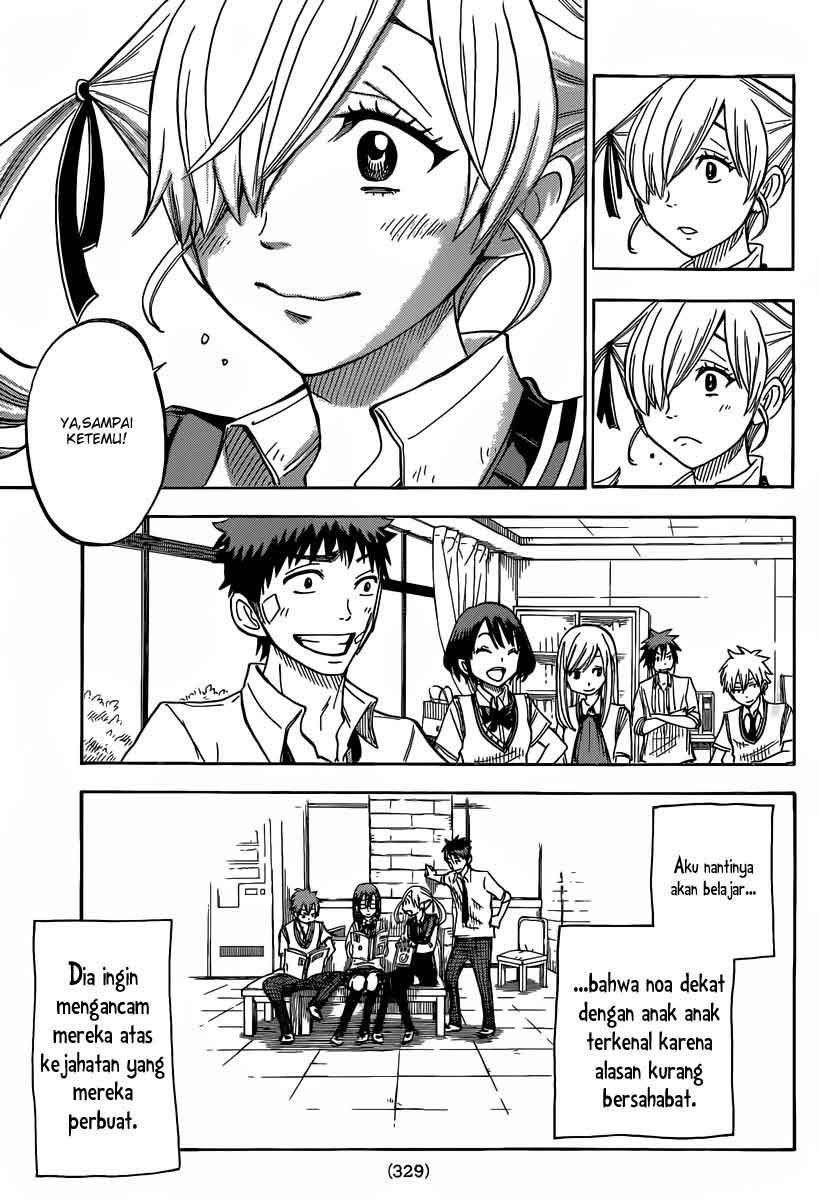 YA,SAMPAI
KETEMU!
Aku nantinya
akan belajar...
...bahwa noa dekat
dengan anak anak
terkenal karena
alasan kurang
bersahabat.
Dia ingin
mengancam
mereka atas
kejahatan yang
mereka
perbuat.
(329)